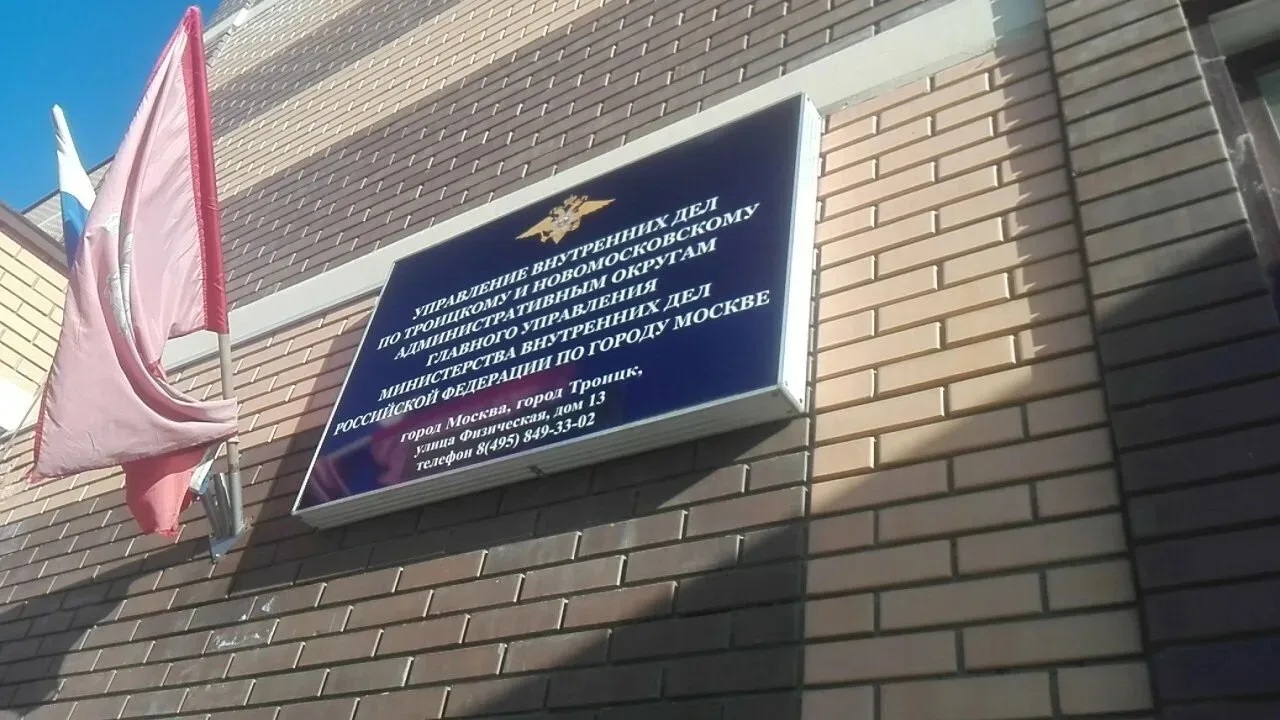 УПРАВЛЕНИЕ ВНУТРЕННИХ ДЕЛ
ПО ТРОИЦКОМУ И НОВОМОСКОВСКОМУ
АДМИНИСТРАТИВНЫМ ОКРУГАМ
ГЛАВНОГО УПРАВЛЕНИЯ
МИНИСТЕРСТВА ВНУТРЕННИХ ДЕЛ
РОССИЙСКОЙ ФЕДЕРАЦИИ ПО ГОРОДУ МОСКВЕ
город Москва, город Троицк,
улица Физическая, дом 13
телефон 8(495) 849-33-02